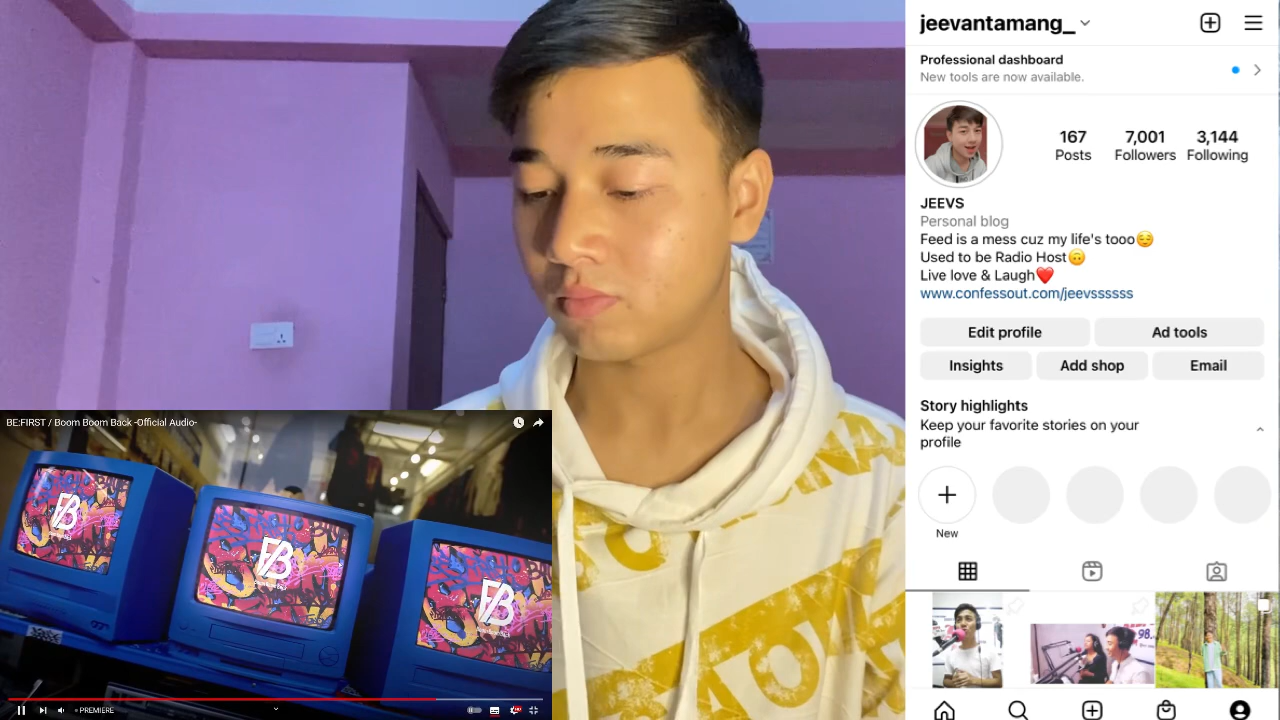 BE:FIRST / Boom Boom Back -Official Audio-
PREMIERE
jeevantamang_
Professional dashboard
New tools are now available.
167 7,001 3,144
Posts Followers Following
JEEVS
Personal blog
Feed is a mess cuz my life's tooo😌
Used to be Radio Host🙃
Live love & Laugh❤️
www.confessout.com/jeevssssss
Edit profile Ad tools
Insights Add shop Email
Story highlights
Keep your favorite stories on your
profile
New
98.